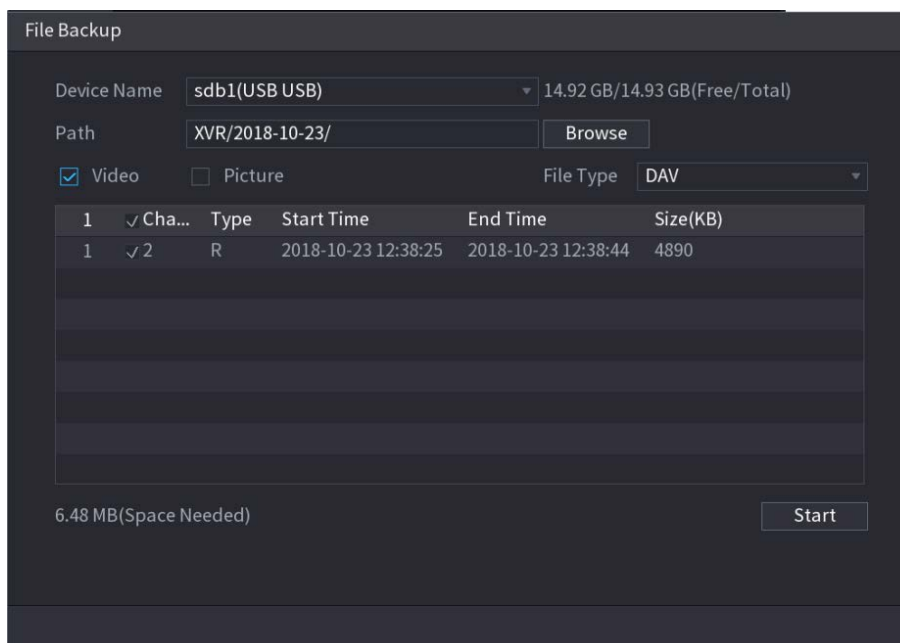 File Backup
Device Name sdb1(USB USB) 14.92 GB/14.93 GB(Free/Total)
Path XVR/2018-10-23/ Browse
Video Picture File Type DAV
1 Cha... Type Start Time End Time Size(KB)
1 2 R 2018-10-23 12:38:25 2018-10-23 12:38:44 4890
6.48 MB(Space Needed) Start